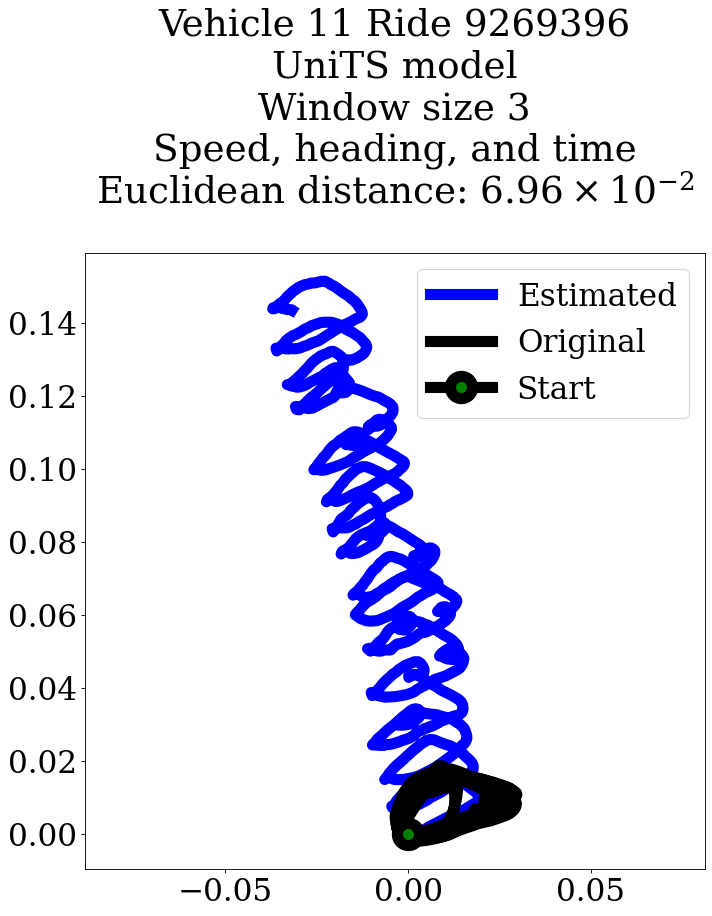 Vehicle 11 Ride 9269396
UniTS model
Window size 3
Speed, heading, and time
Euclidean distance: 6.96 × 10⁻²
Estimated
Original
Start
0.14
0.12
0.10
0.08
0.06
0.04
0.02
0.00
−0.05 0.00 0.05